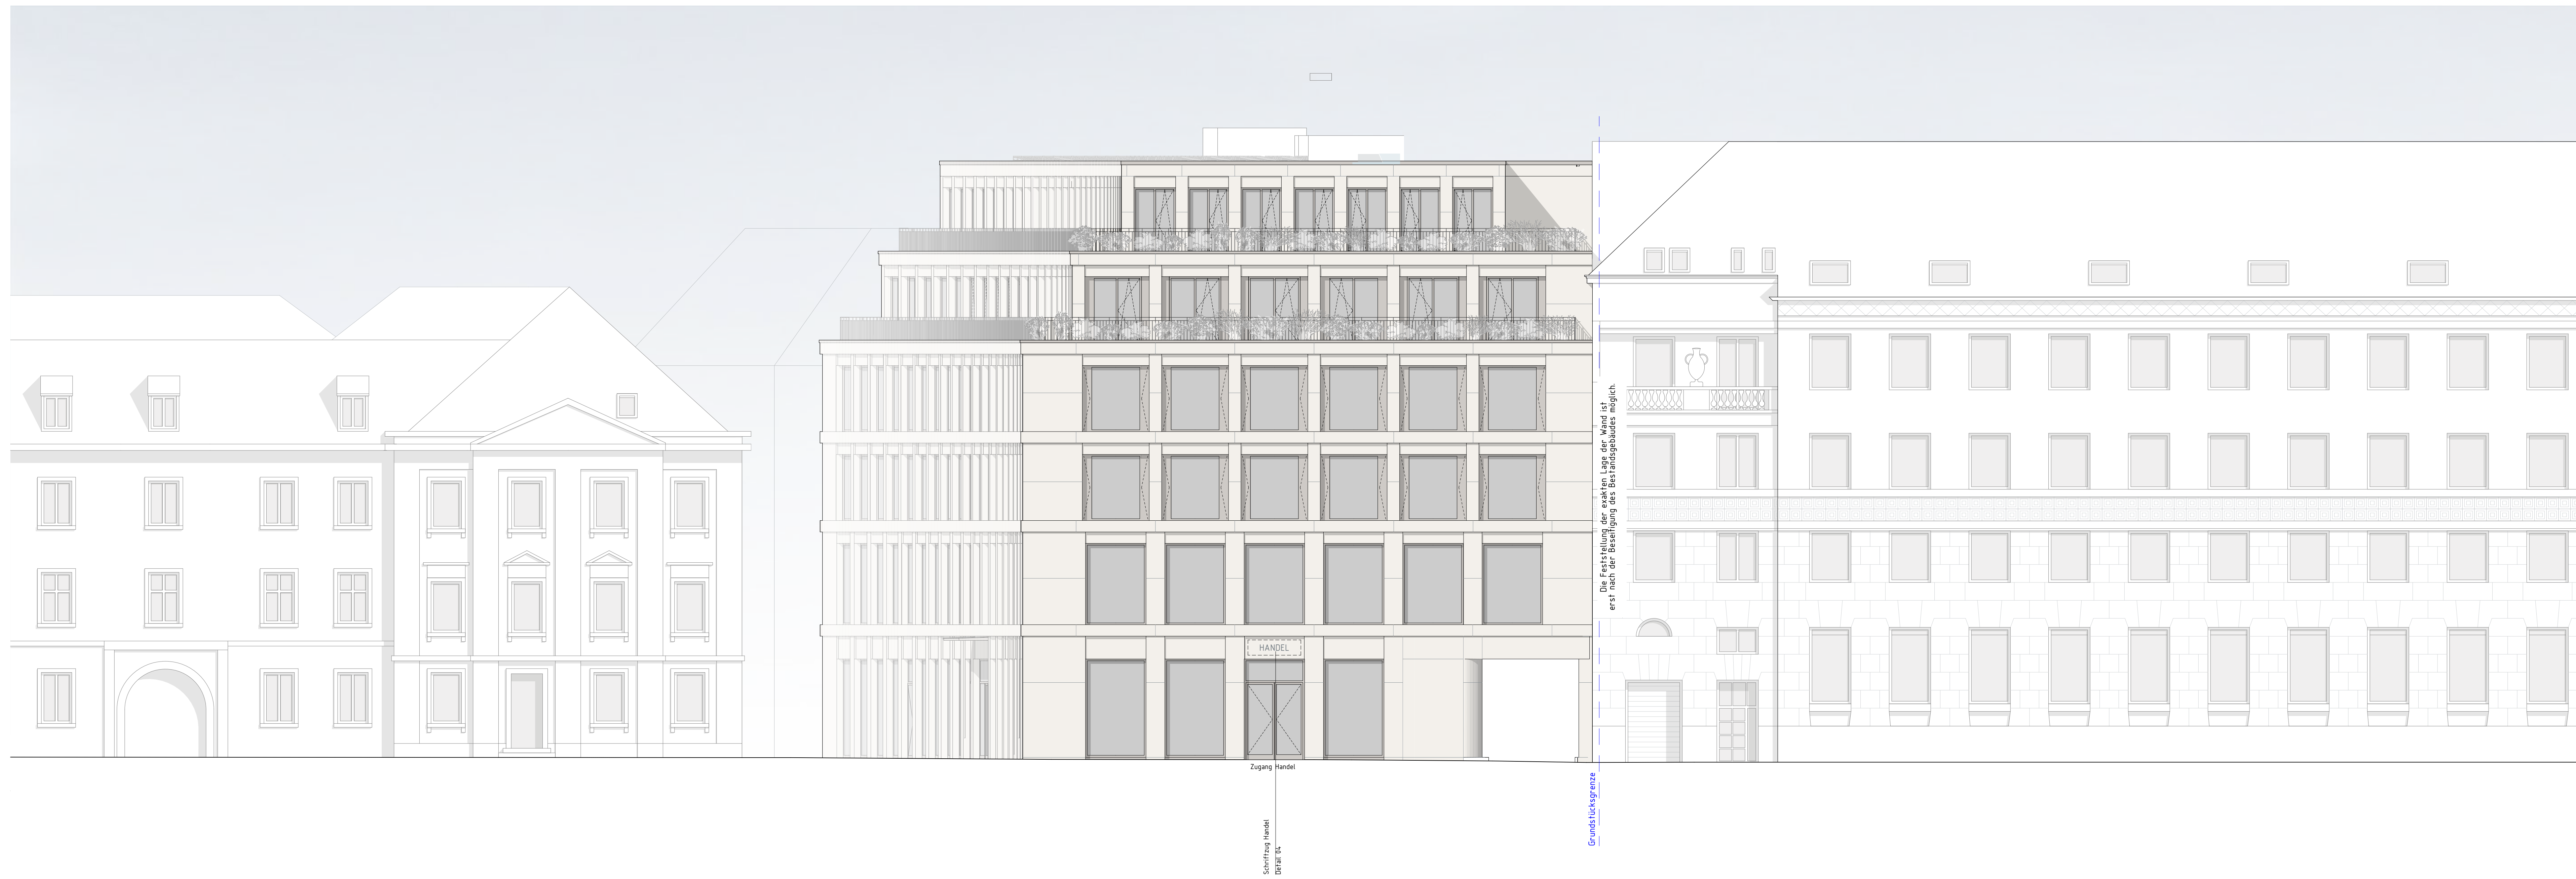 HANDEL
Die Feststellung der exakten Lage der Wand ist
erst nach der Beseitigung des Bestandsgebäudes möglich.
Zugang Handel
Schriftzug Handel
Detail 04
Grundstücksgrenze